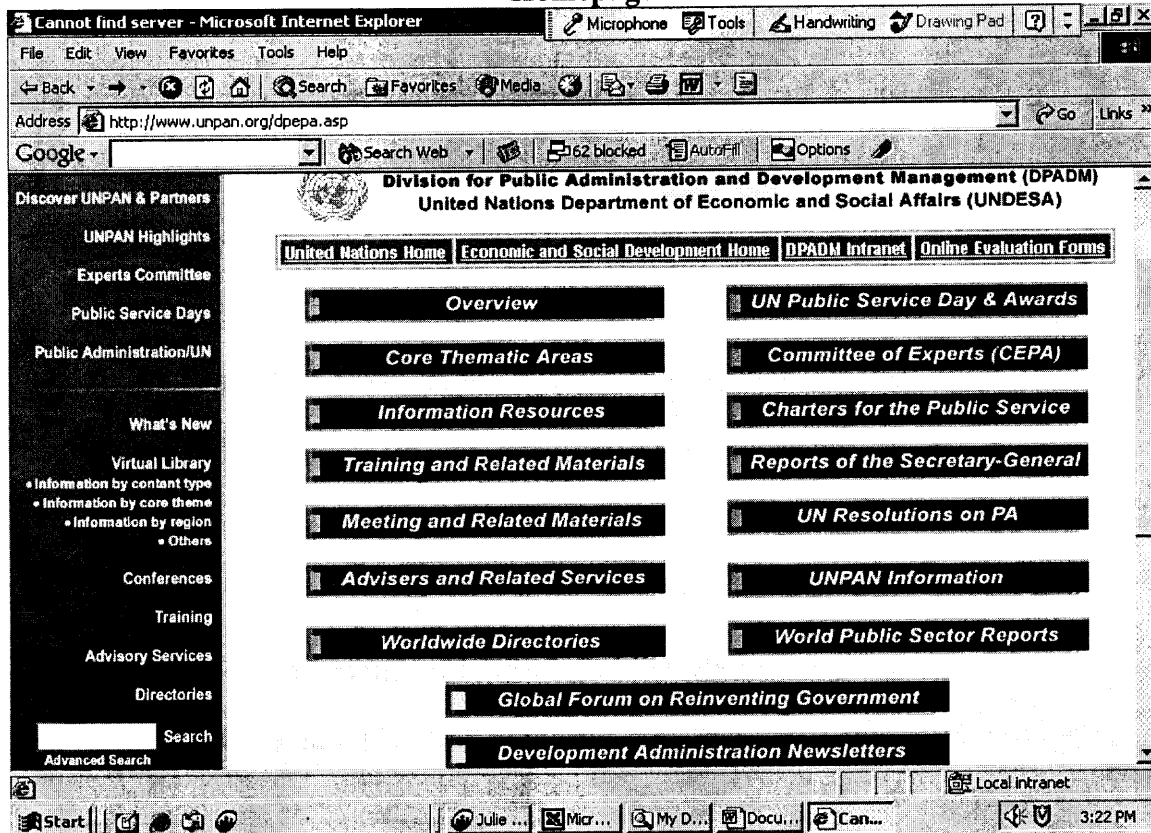 Homepage
Cannot find server - Microsoft Internet Explorer
Microphone Tools Handwriting Drawing Pad
File Edit View Favorites Tools Help
Back Search Favorites Media
Address http://www.unpan.org/dpepa.asp Go Links »
Google Search Web 62 blocked AutoFill Options
Discover UNPAN & Partners
UNPAN Highlights
Experts Committee
Public Service Days
Public Administration/UN
What's New
Virtual Library
• Information by content type
• Information by core theme
• Information by region
• Others
Conferences
Training
Advisory Services
Directories
Search
Advanced Search
Division for Public Administration and Development Management (DPADM)
United Nations Department of Economic and Social Affairs (UNDESA)
United Nations Home Economic and Social Development Home DPADM Intranet Online Evaluation Forms
Overview
UN Public Service Day & Awards
Core Thematic Areas
Committee of Experts (CEPA)
Information Resources
Charters for the Public Service
Training and Related Materials
Reports of the Secretary-General
Meeting and Related Materials
UN Resolutions on PA
Advisers and Related Services
UNPAN Information
Worldwide Directories
World Public Sector Reports
Global Forum on Reinventing Government
Development Administration Newsletters
Local intranet
Start Julie ... Micr... My D... Docu... Can... 3:22 PM